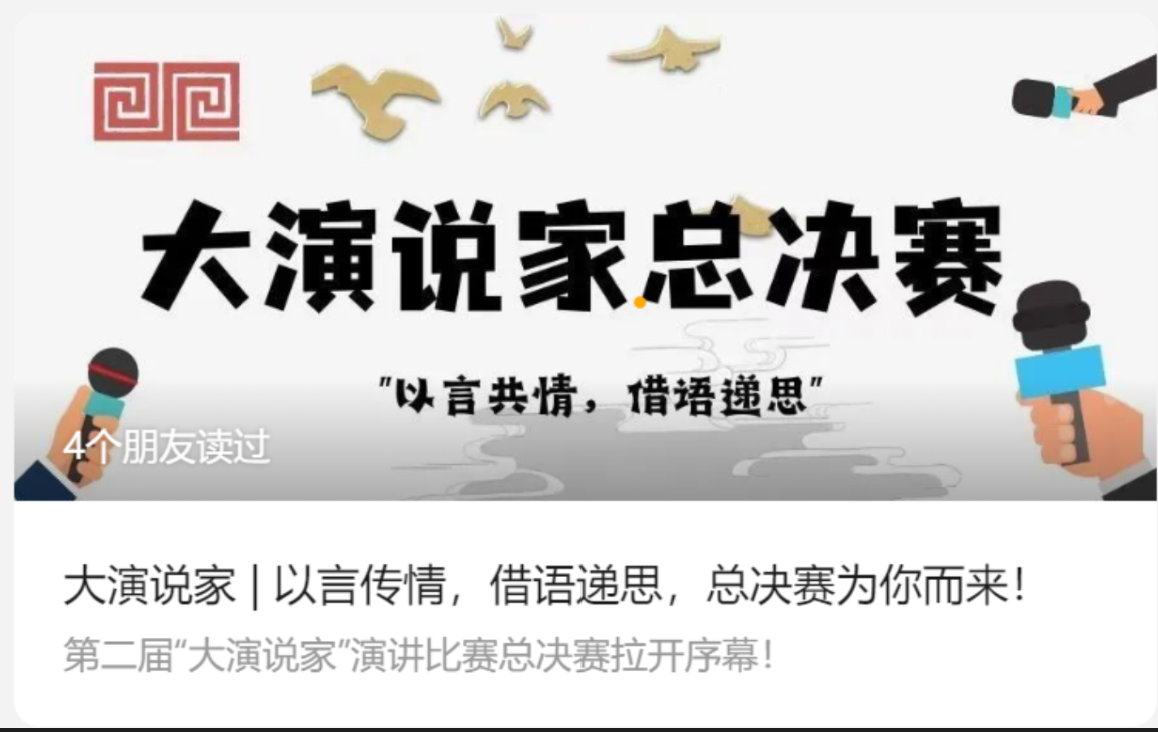 大演说家总决赛
"以言共情，借语递思"
4个朋友读过
大演说家 | 以言传情，借语递思，总决赛为你而来！
第二届“大演说家”演讲比赛总决赛拉开序幕！